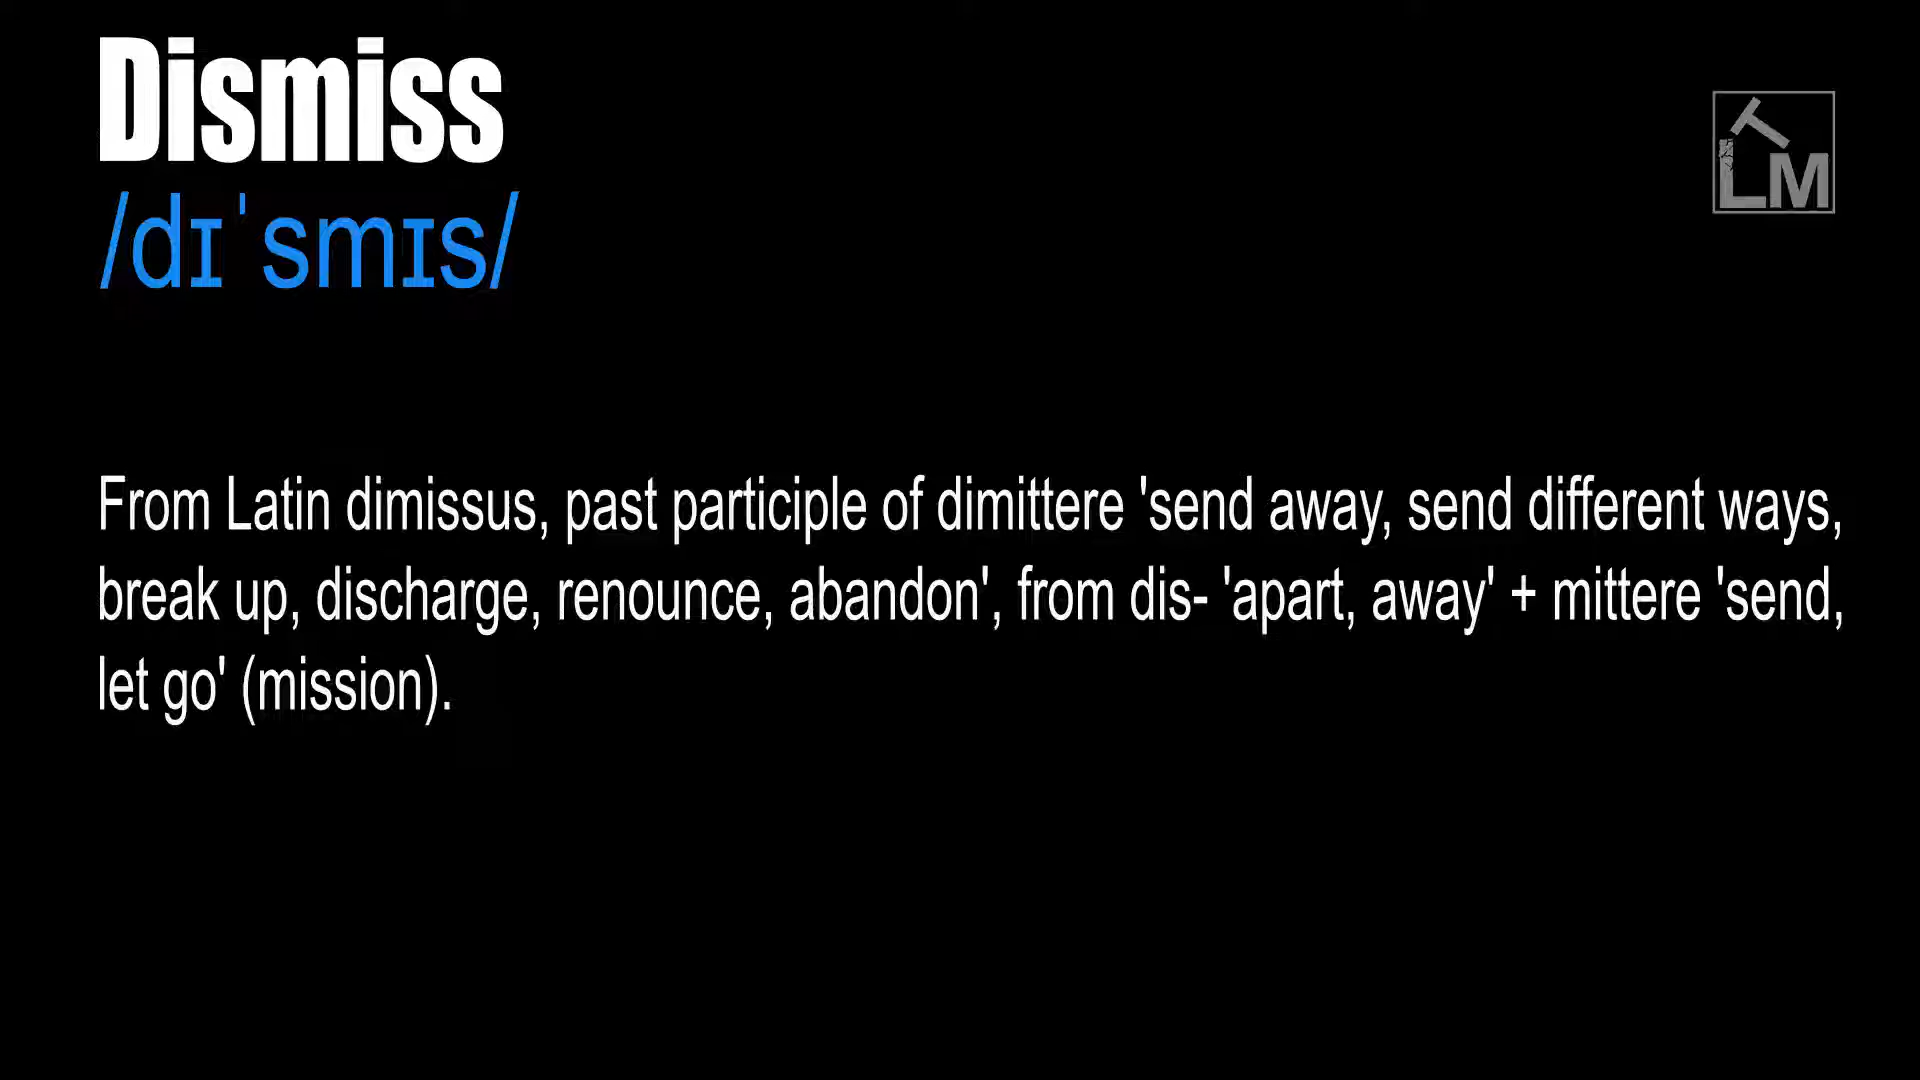 Dismiss
/dɪˈsmɪs/
From Latin dimissus, past participle of dimittere 'send away, send different ways,
break up, discharge, renounce, abandon', from dis- 'apart, away' + mittere 'send,
let go' (mission).
TLM